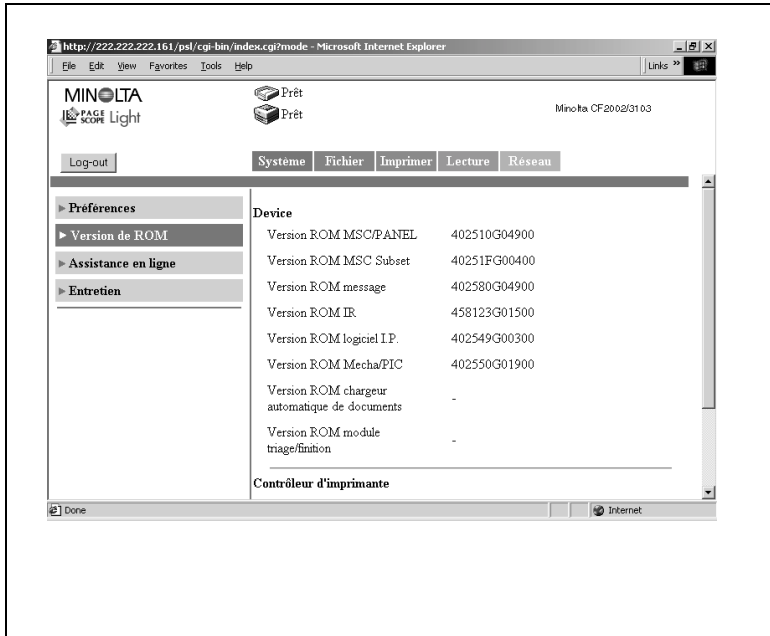 http://222.222.222.161/psl/cgi-bin/index.cgi?mode - Microsoft Internet Explorer
File Edit View Favorites Tools Help Links »
MINOLTA
PAGE SCOPE Light
Prêt
Prêt
Minolta CF2002/3103
Log-out
Système Fichier Imprimer Lecture Réseau
Préférences
Version de ROM
Assistance en ligne
Entretien
Device
Version ROM MSC/PANEL 402510G04900
Version ROM MSC Subset 40251FG00400
Version ROM message 402580G04900
Version ROM IR 458123G01500
Version ROM logiciel I.P. 402549G00300
Version ROM Mecha/PIC 402550G01900
Version ROM chargeur
automatique de documents -
Version ROM module
triage/finition -
Contrôleur d'imprimante
Done Internet